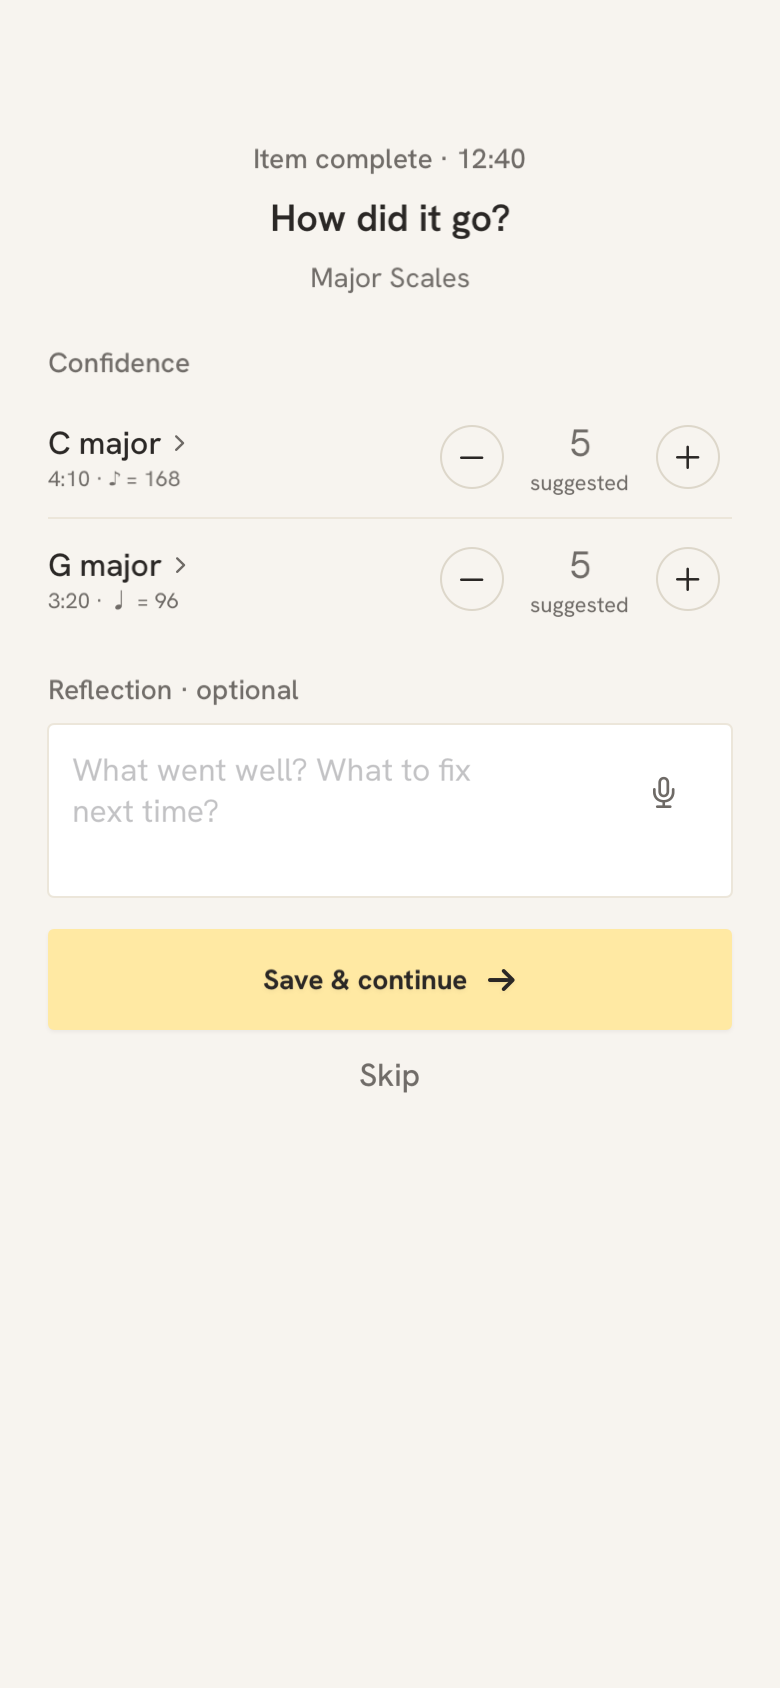 Item complete · 12:40
How did it go?
Major Scales
Confidence
C major
4:10 · ♪ = 168
5
suggested
G major
3:20 · ♩ = 96
5
suggested
Reflection · optional
What went well? What to fix
next time?
Save & continue →
Skip